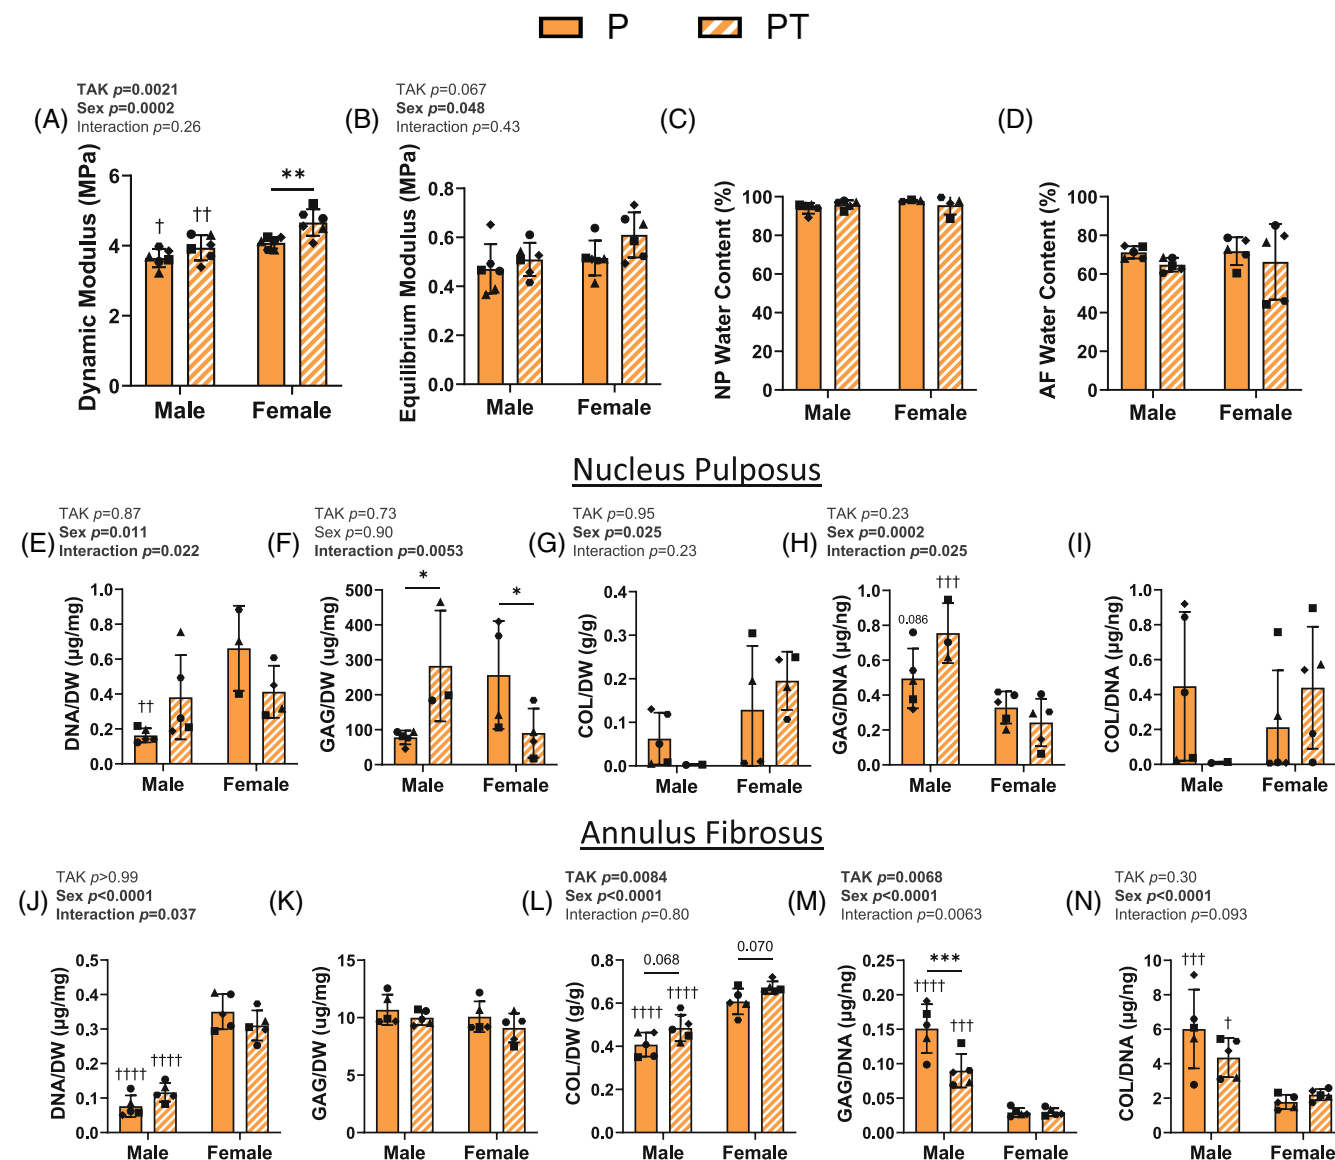 P PT
TAK p=0.0021
Sex p=0.0002
Interaction p=0.26
(A)
Dynamic Modulus (MPa)
6
4
2
0
†
††
**
Male Female
TAK p=0.067
Sex p=0.048
Interaction p=0.43
(B)
Equilibrium Modulus (MPa)
0.8
0.6
0.4
0.2
0.0
Male Female
(C)
NP Water Content (%)
100
80
60
40
20
0
Male Female
(D)
AF Water Content (%)
100
80
60
40
20
0
Male Female
Nucleus Pulposus
TAK p=0.87
Sex p=0.011
Interaction p=0.022
(E)
DNA/DW (µg/mg)
1.0
0.8
0.6
0.4
0.2
0.0
††
Male Female
TAK p=0.73
Sex p=0.90
Interaction p=0.0053
(F)
GAG/DW (ug/mg)
500
400
300
200
100
0
*
*
Male Female
TAK p=0.95
Sex p=0.025
Interaction p=0.23
(G)
COL/DW (g/g)
0.4
0.3
0.2
0.1
0.0
Male Female
TAK p=0.23
Sex p=0.0002
Interaction p=0.025
(H)
GAG/DNA (µg/ng)
1.0
0.8
0.6
0.4
0.2
0.0
0.086
†††
Male Female
(I)
COL/DNA (µg/ng)
1.0
0.8
0.6
0.4
0.2
0.0
Male Female
Annulus Fibrosus
TAK p>0.99
Sex p<0.0001
Interaction p=0.037
(J)
DNA/DW (µg/mg)
0.5
0.4
0.3
0.2
0.1
0.0
††††
††††
Male Female
(K)
GAG/DW (ug/mg)
15
10
5
0
Male Female
TAK p=0.0084
Sex p<0.0001
Interaction p=0.80
(L)
COL/DW (g/g)
0.8
0.6
0.4
0.2
0.0
0.068
0.070
††††
††††
Male Female
TAK p=0.0068
Sex p<0.0001
Interaction p=0.0063
(M)
GAG/DNA (µg/ng)
0.25
0.20
0.15
0.10
0.05
0.00
***
††††
†††
Male Female
TAK p=0.30
Sex p<0.0001
Interaction p=0.093
(N)
COL/DNA (µg/ng)
10
8
6
4
2
0
†††
†
Male Female